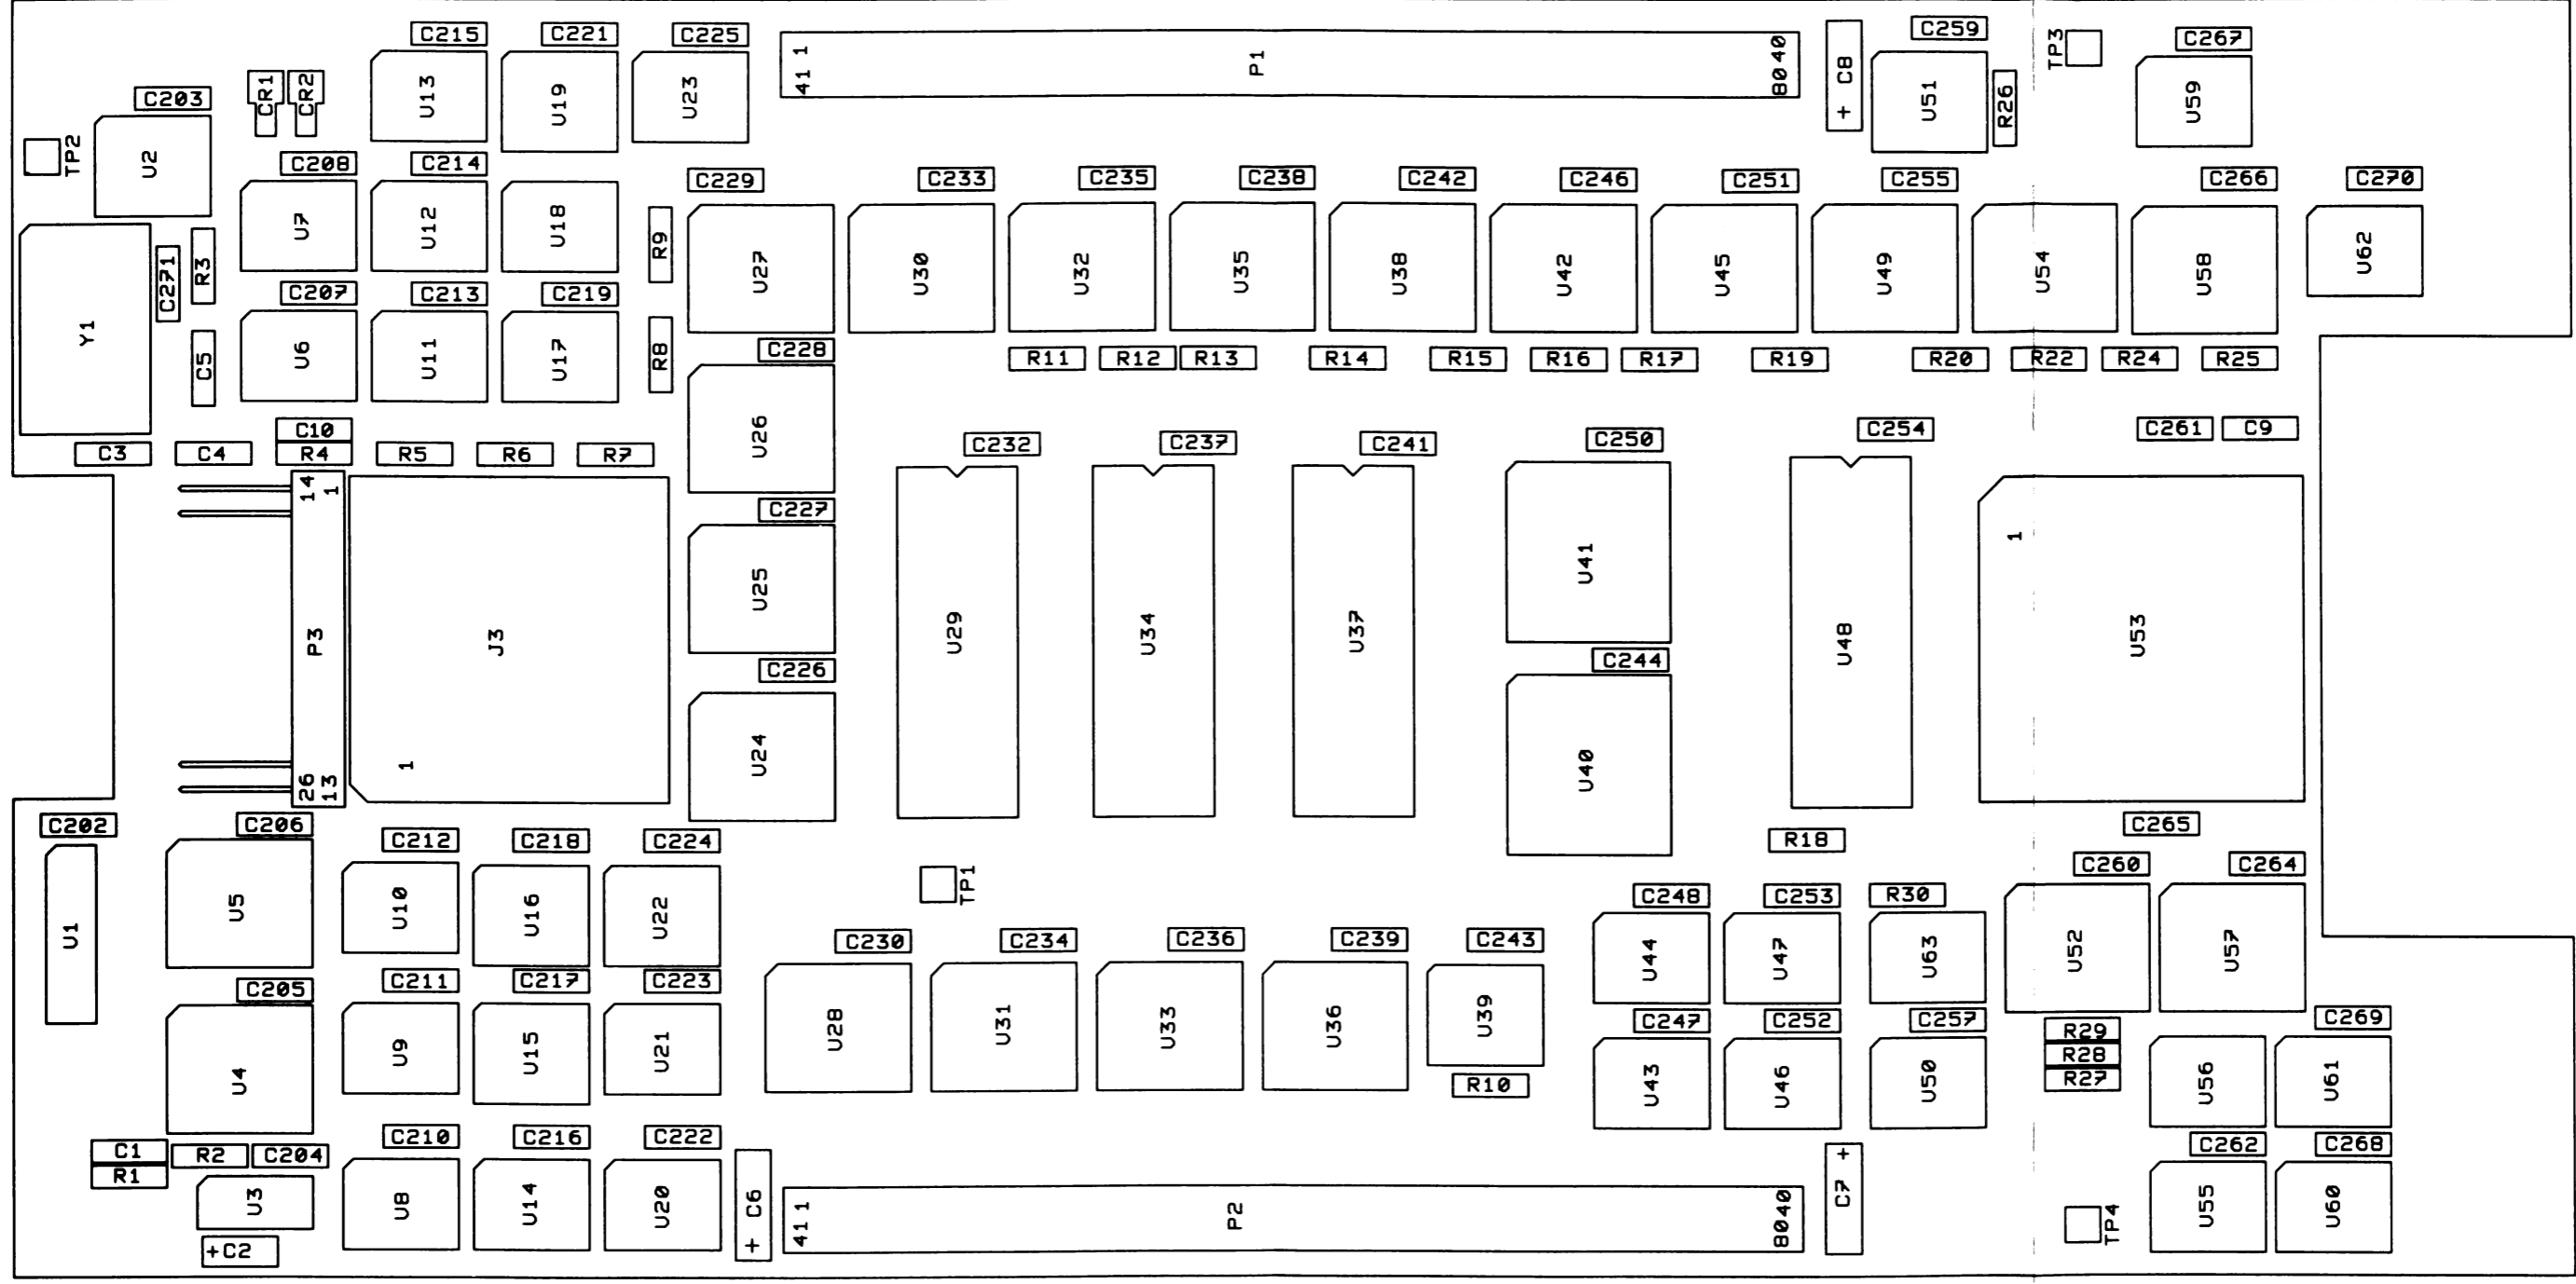 C215 C221 C225 C259 C267
41 1 P1 80 40 + C8 TP3
U13 U19 U23 U51 R26 U59
C203 CR1 CR2
TP2 U2
C208 C214 C229 C233 C235 C238 C242 C246 C251 C255 C266 C270
U7 U12 U18 R9 U27 U30 U32 U35 U38 U42 U45 U49 U54 U58 U62
C271 R3
C207 C213 C219
Y1 C5 U6 U11 U17 R8 C228
R11 R12 R13 R14 R15 R16 R17 R19 R20 R22 R24 R25
C10 U26
C3 C4 R4 R5 R6 R7 C232 C237 C241 C250 C254 C261 C9
14 1 C227 1
U25 U41
P3 J3 U29 U34 U37 U48 U53
C226 C244
26 13 1 U24 U40
C202 C206 C212 C218 C224 R18 C265
C260 C264
U1 U5 U10 U16 U22 TP1 C248 C253 R30
C230 C234 C236 C239 C243 U44 U47 U63 U52 U57
C205 C211 C217 C223
U4 U9 U15 U21 U28 U31 U33 U36 U39 C247 C252 C257 R29 C269
R28
R10 U43 U46 U50 R27 U56 U61
C1 R2 C204 C210 C216 C222 C262 C268
R1
U3 U8 U14 U20 + C6 41 1 P2 80 40 C7 + TP4 U55 U60
+C2